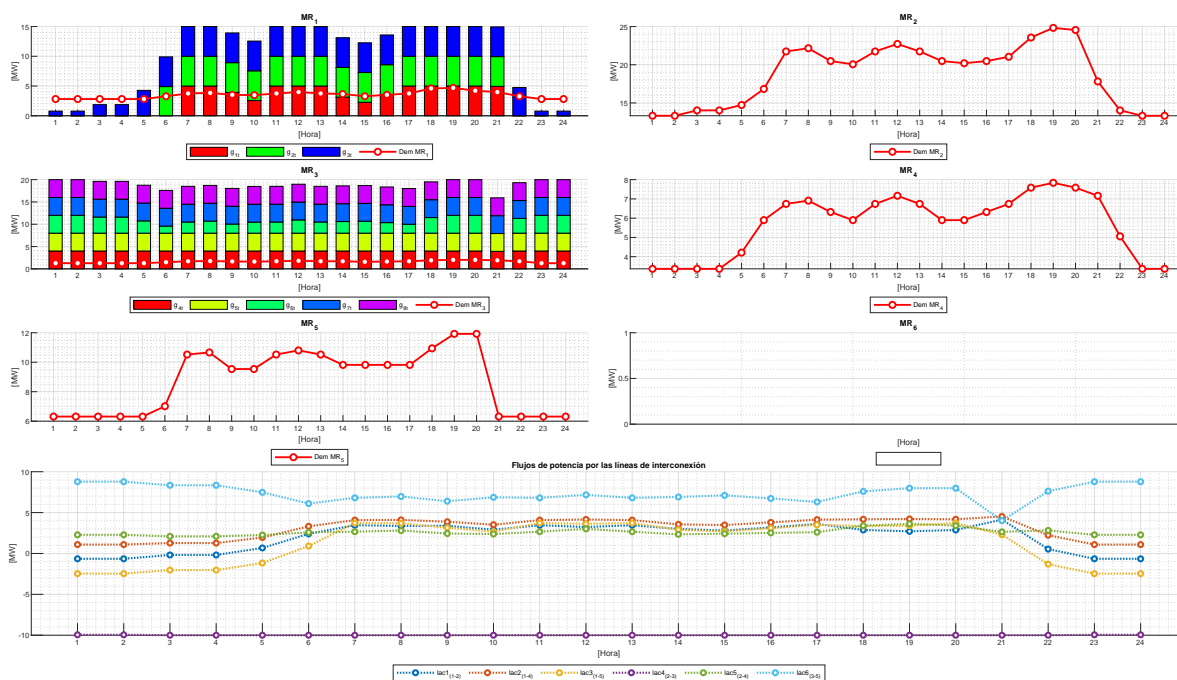 MR1
[MW]
15
10
5
0
1 2 3 4 5 6 7 8 9 10 11 12 13 14 15 16 17 18 19 20 21 22 23 24
[Hora]
g1t g2t g3t Dem MR1
MR2
[MW]
25
20
15
1 2 3 4 5 6 7 8 9 10 11 12 13 14 15 16 17 18 19 20 21 22 23 24
[Hora]
Dem MR2
MR3
[MW]
20
15
10
5
0
1 2 3 4 5 6 7 8 9 10 11 12 13 14 15 16 17 18 19 20 21 22 23 24
[Hora]
g4t g5t g6t g7t g8t Dem MR3
MR4
[MW]
8
7
6
5
4
1 2 3 4 5 6 7 8 9 10 11 12 13 14 15 16 17 18 19 20 21 22 23 24
[Hora]
Dem MR4
MR5
[MW]
12
10
8
6
1 2 3 4 5 6 7 8 9 10 11 12 13 14 15 16 17 18 19 20 21 22 23 24
[Hora]
Dem MR5
MR6
[MW]
1
0.5
0
[Hora]
Flujos de potencia por las líneas de interconexión
[MW]
10
5
0
-5
-10
1 2 3 4 5 6 7 8 9 10 11 12 13 14 15 16 17 18 19 20 21 22 23 24
[Hora]
lac1(1-2) lac2(1-4) lac3(1-5) lac4(2-3) lac5(2-4) lac6(3-5)